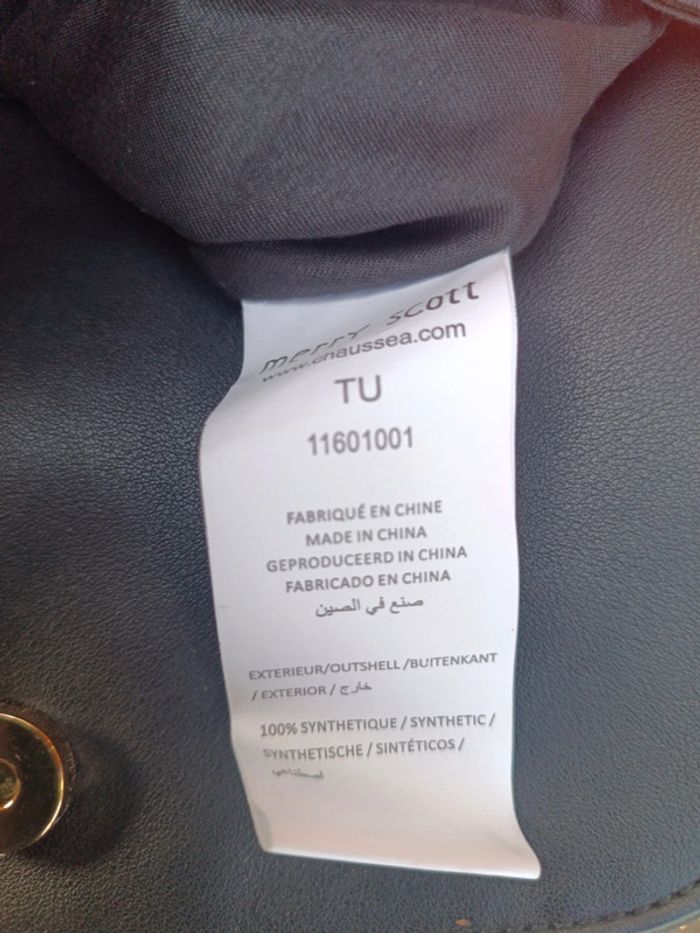 merry scott
www.chaussea.com
TU
11601001
FABRIQUÉ EN CHINE
MADE IN CHINA
GEPRODUCEERD IN CHINA
FABRICADO EN CHINA
صنع في الصين
EXTERIEUR/OUTSHELL/BUITENKANT
/ EXTERIOR / خارج
100% SYNTHETIQUE / SYNTHETIC /
SYNTHETISCHE / SINTÉTICOS /
اصطناعي